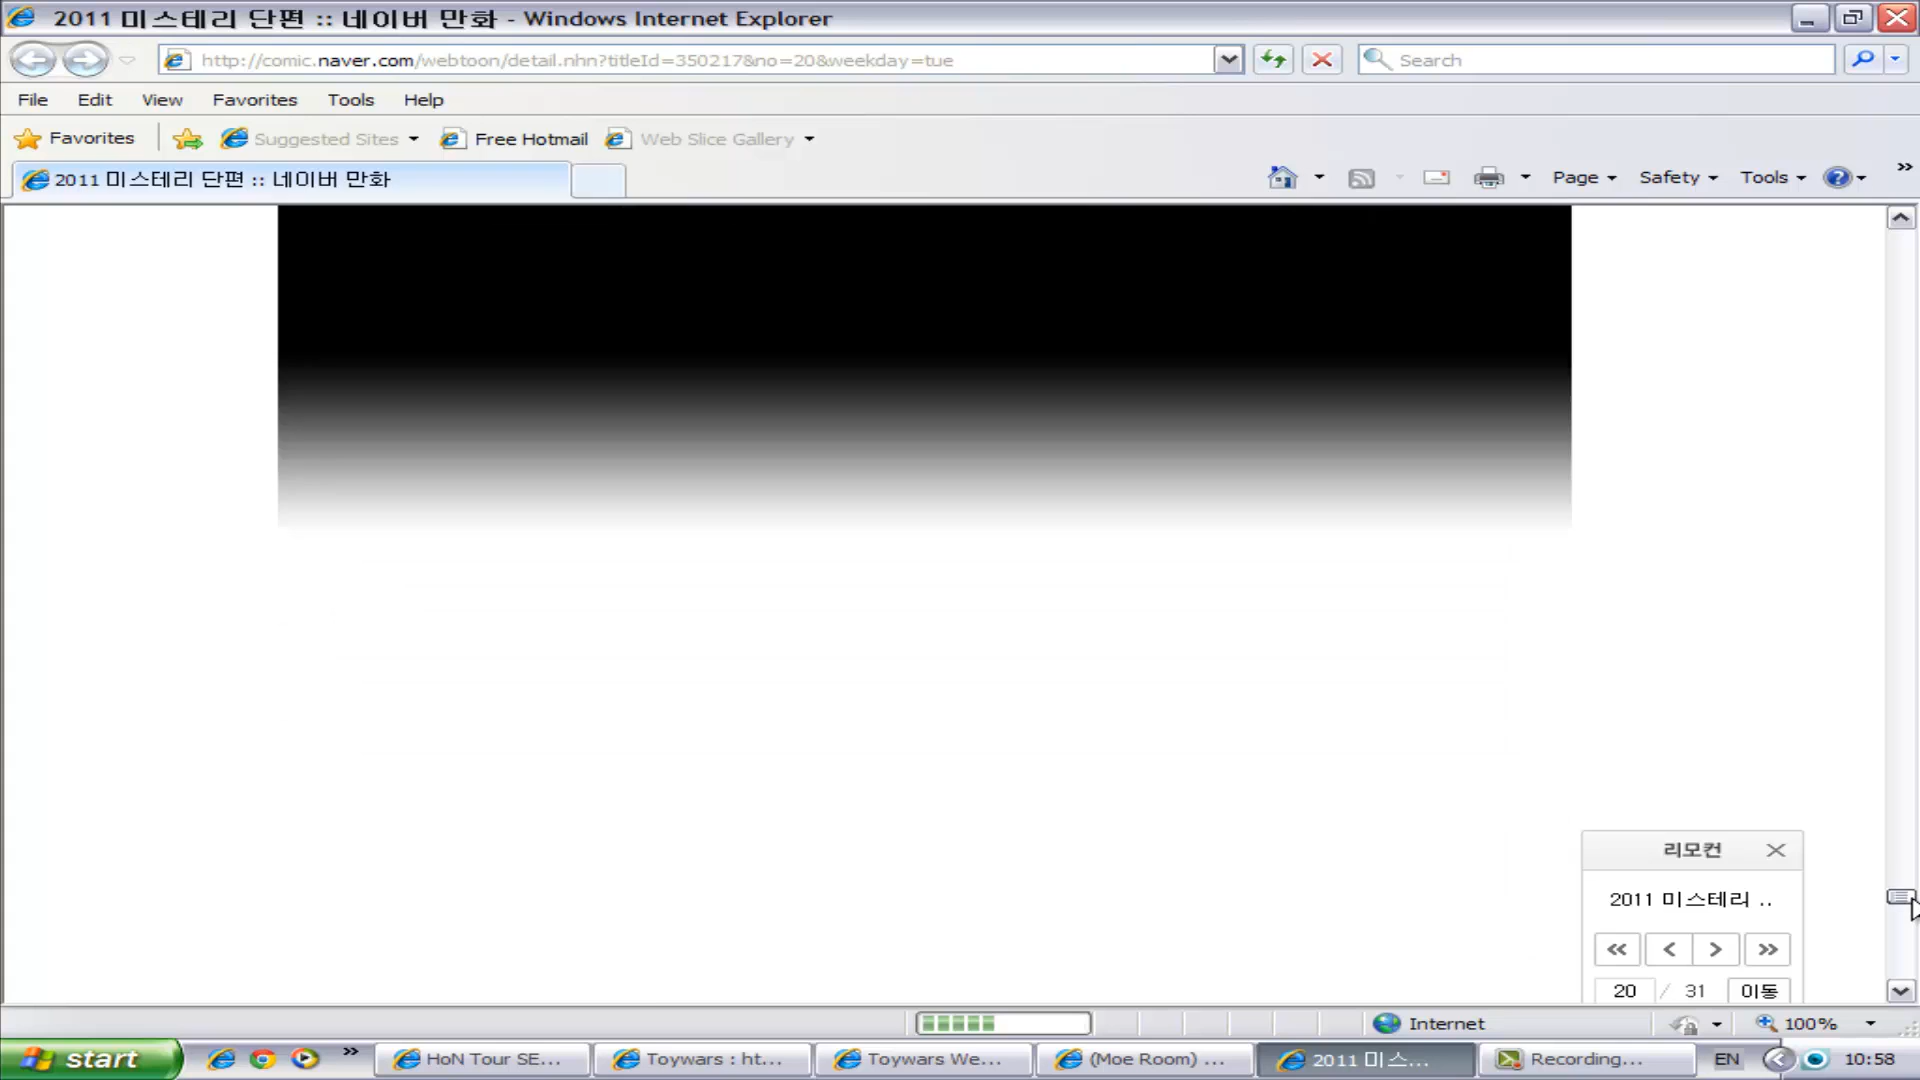 2011 미스테리 단편 :: 네이버 만화 - Windows Internet Explorer
http://comic.naver.com/webtoon/detail.nhn?titleId=350217&no=20&weekday=tue
Search
File Edit View Favorites Tools Help
Favorites Suggested Sites Free Hotmail Web Slice Gallery
2011 미스테리 단편 :: 네이버 만화
Page Safety Tools
리모컨
2011 미스테리 ..
20 / 31 이동
Internet 100%
start HoN Tour SE... Toywars : ht... Toywars We... (Moe Room) ... 2011 미스... Recording... EN 10:58